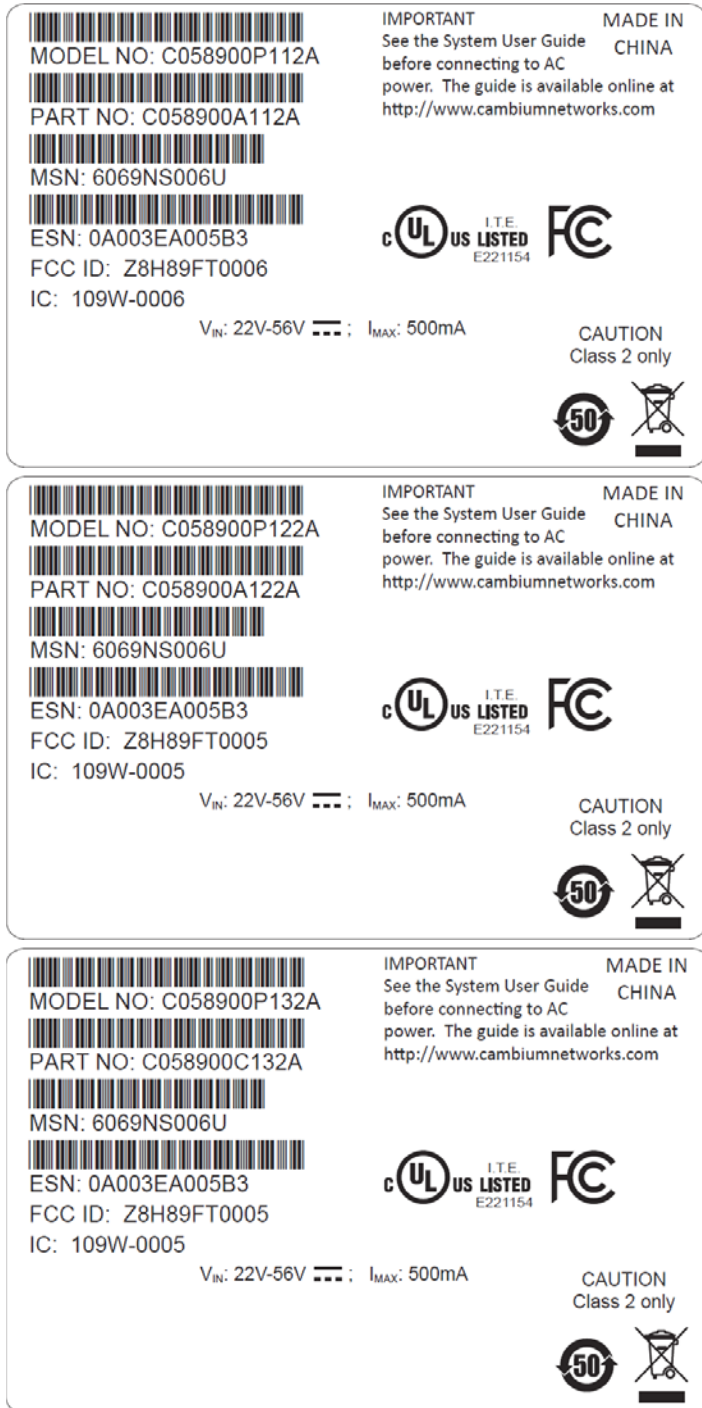 MODEL NO: C058900P112A
PART NO: C058900A112A
MSN: 6069NS006U
ESN: 0A003EA005B3
FCC ID: Z8H89FT0006
IC: 109W-0006
IMPORTANT
See the System User Guide
before connecting to AC
power. The guide is available online at
http://www.cambiumnetworks.com
MADE IN
CHINA
C UL US LISTED
I.T.E.
E221154
FC
VIN: 22V-56V ; IMAX: 500mA
CAUTION
Class 2 only
50
MODEL NO: C058900P122A
PART NO: C058900A122A
MSN: 6069NS006U
ESN: 0A003EA005B3
FCC ID: Z8H89FT0005
IC: 109W-0005
IMPORTANT
See the System User Guide
before connecting to AC
power. The guide is available online at
http://www.cambiumnetworks.com
MADE IN
CHINA
C UL US LISTED
I.T.E.
E221154
FC
VIN: 22V-56V ; IMAX: 500mA
CAUTION
Class 2 only
50
MODEL NO: C058900P132A
PART NO: C058900C132A
MSN: 6069NS006U
ESN: 0A003EA005B3
FCC ID: Z8H89FT0005
IC: 109W-0005
IMPORTANT
See the System User Guide
before connecting to AC
power. The guide is available online at
http://www.cambiumnetworks.com
MADE IN
CHINA
C UL US LISTED
I.T.E.
E221154
FC
VIN: 22V-56V ; IMAX: 500mA
CAUTION
Class 2 only
50